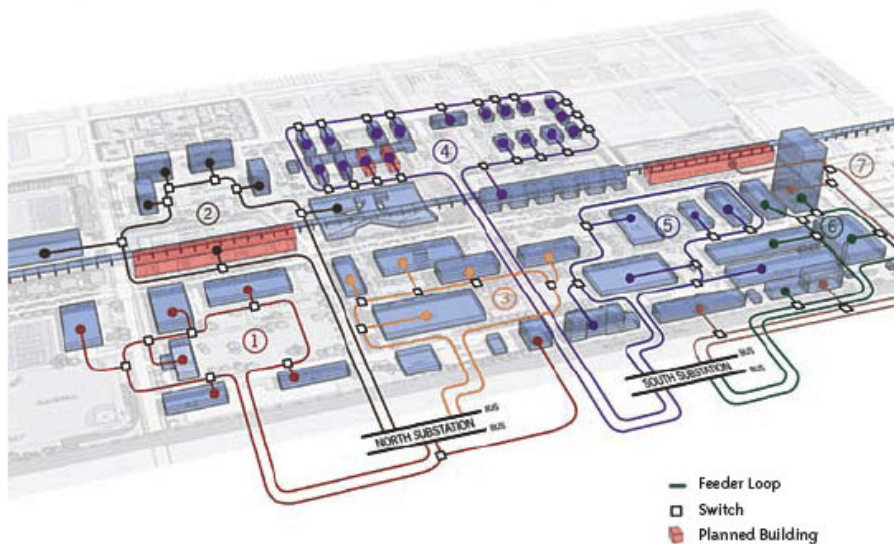 4
7
2
5
6
3
1
BUS
SOUTH SUBSTATION
BUS
BUS
NORTH SUBSTATION
BUS
Feeder Loop
Switch
Planned Building